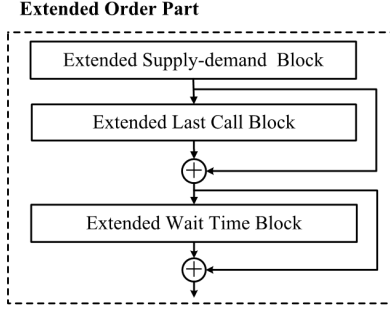 Extended Order Part
Extended Supply-demand Block
Extended Last Call Block
Extended Wait Time Block